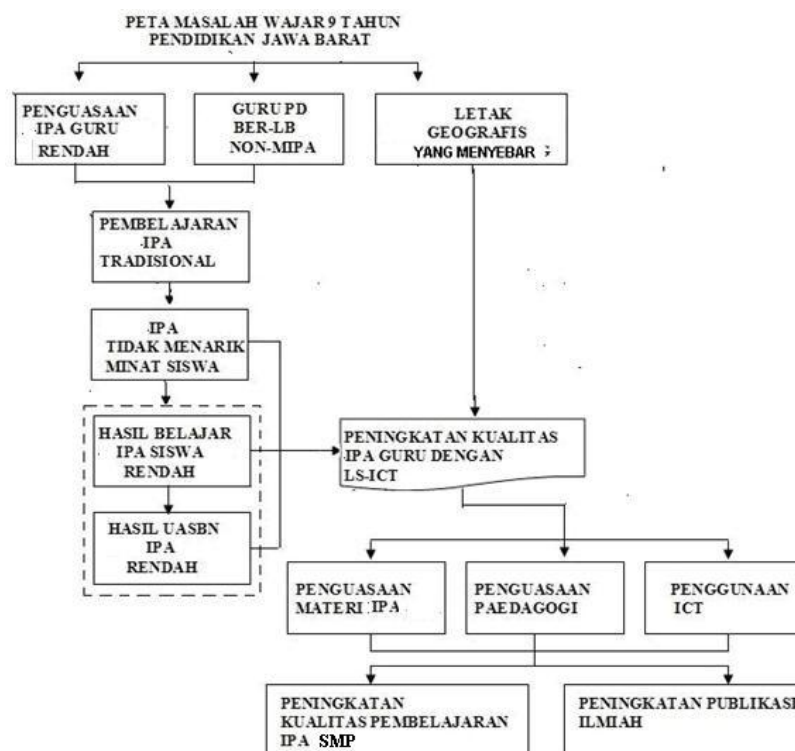 PETA MASALAH WAJAR 9 TAHUN
PENDIDIKAN JAWA BARAT
PENGUASAAN
IPA GURU
RENDAH
GURU PD
BER-LB
NON-MIPA
LETAK
GEOGRAFIS
YANG MENYEBAR ;
PEMBELAJARAN
IPA
TRADISIONAL
IPA
TIDAK MENARIK
MINAT SISWA
HASIL BELAJAR
IPA SISWA
RENDAH
PENINGKATAN KUALITAS
IPA GURU DENGAN
LS-ICT
HASIL UASBN
IPA
RENDAH
PENGUASAAN
MATERI IPA
PENGUASAAN
PAEDAGOGI
PENGGUNAAN
ICT
PENINGKATAN
KUALITAS PEMBELAJARAN
IPA SMP
PENINGKATAN PUBLIKASI
ILMIAH